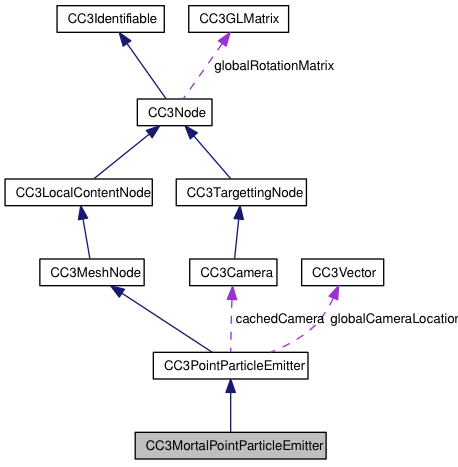 CC3Identifiable
CC3GLMatrix
globalRotationMatrix
CC3Node
CC3LocalContentNode
CC3TargettingNode
CC3MeshNode
CC3Camera
CC3Vector
cachedCamera
globalCameraLocation
CC3PointParticleEmitter
CC3MortalPointParticleEmitter